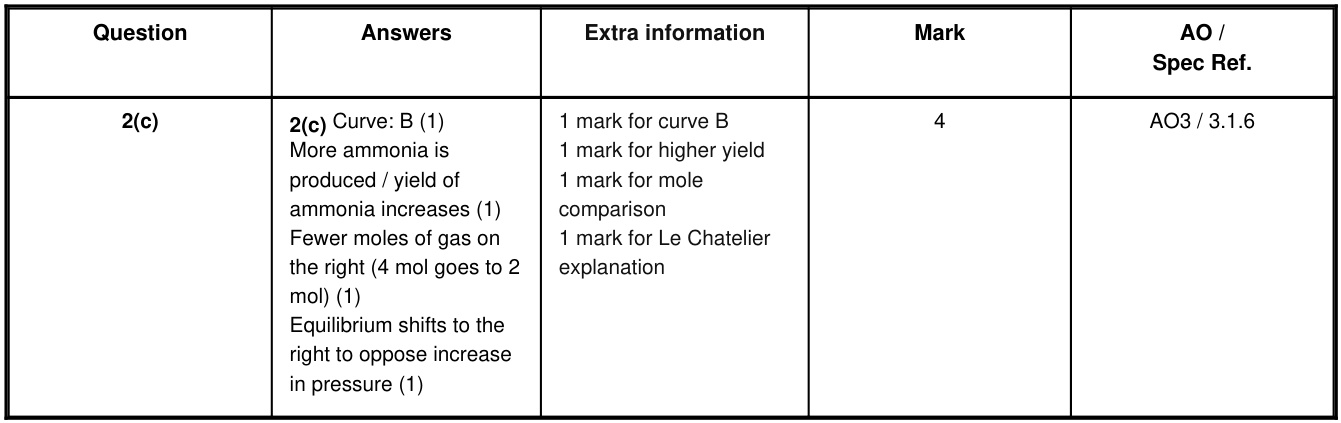 Question Answers Extra information Mark AO /
Spec Ref.
2(c) 2(c) Curve: B (1) 1 mark for curve B 4 AO3 / 3.1.6
More ammonia is 1 mark for higher yield
produced / yield of 1 mark for mole
ammonia increases (1) comparison
Fewer moles of gas on 1 mark for Le Chatelier
the right (4 mol goes to 2 explanation
mol) (1)
Equilibrium shifts to the
right to oppose increase
in pressure (1)